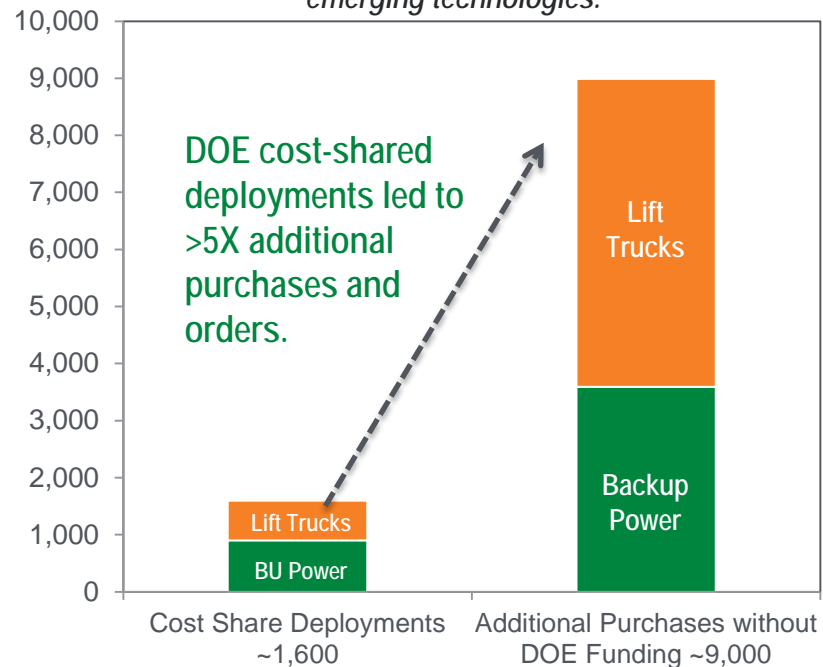 emerging technologies.
10,000
9,000
8,000
7,000
6,000
5,000
4,000
3,000
2,000
1,000
0
DOE cost-shared
deployments led to
>5X additional
purchases and
orders.
Lift Trucks
BU Power
Lift
Trucks
Backup
Power
Cost Share Deployments
~1,600
Additional Purchases without
DOE Funding ~9,000